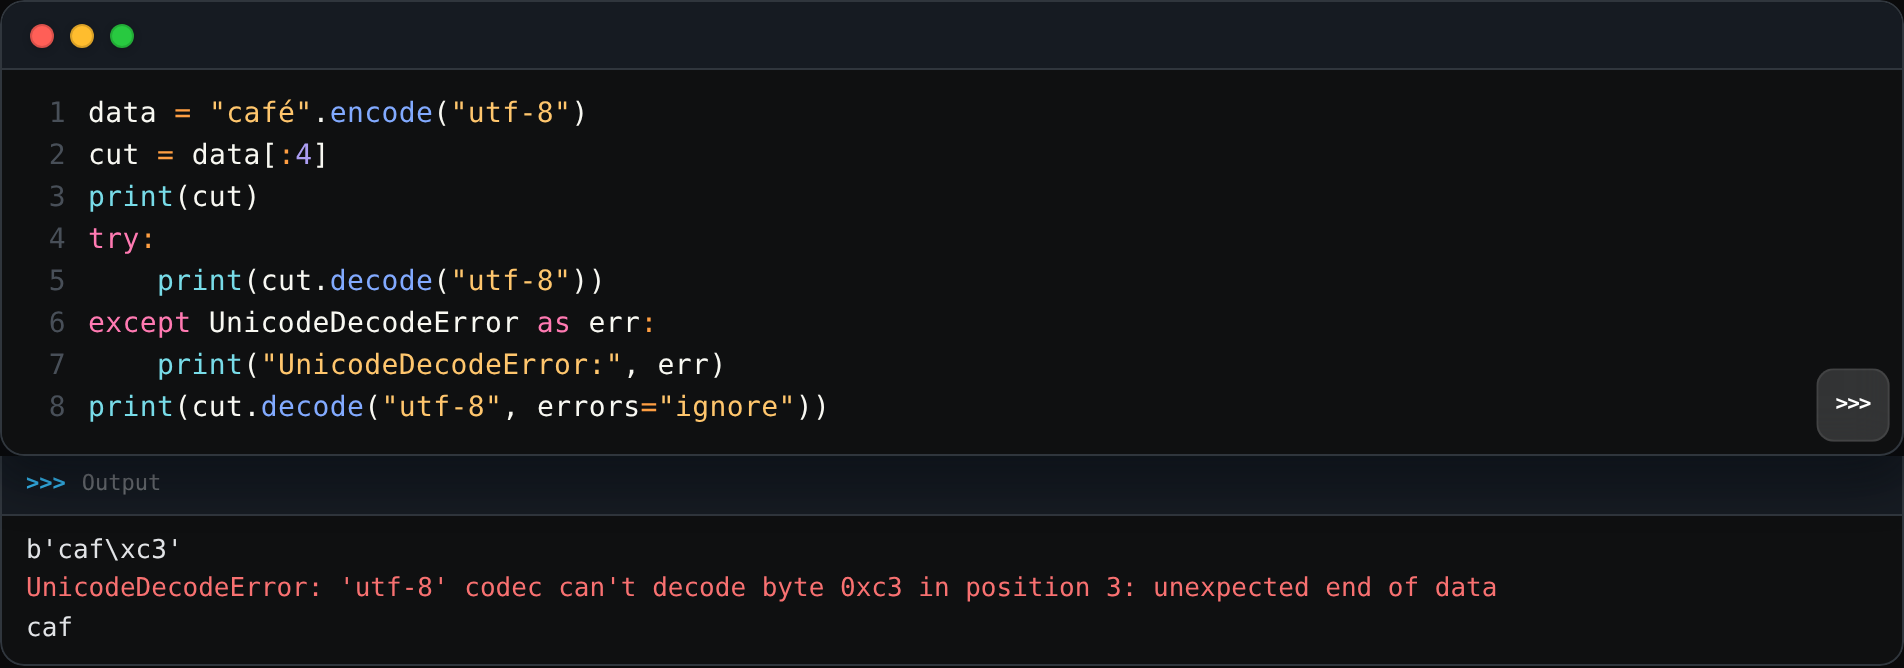 1 data = "café".encode("utf-8")
2 cut = data[:4]
3 print(cut)
4 try:
5     print(cut.decode("utf-8"))
6 except UnicodeDecodeError as err:
7     print("UnicodeDecodeError:", err)
8 print(cut.decode("utf-8", errors="ignore"))
>>>
>>> Output
b'caf\xc3'
UnicodeDecodeError: 'utf-8' codec can't decode byte 0xc3 in position 3: unexpected end of data
caf